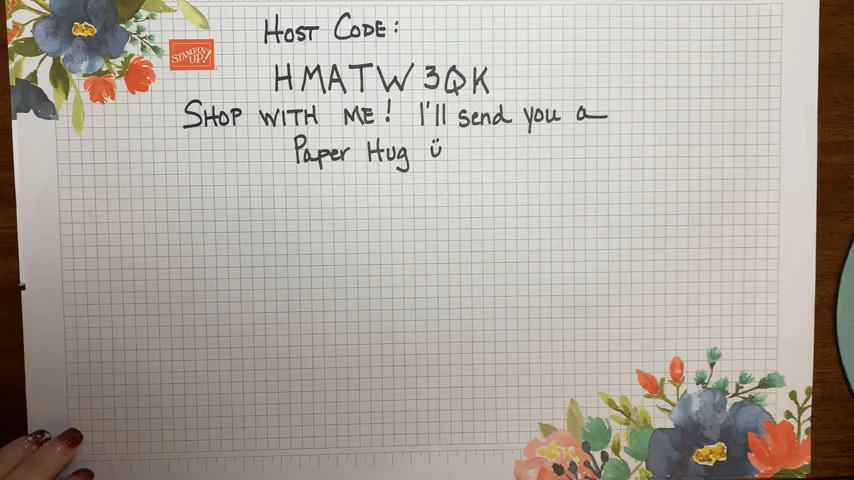 HOST CODE:
STAMPIN' UP!
HMATW3QK
SHOP WITH ME! I'll send you a
Paper Hug ü